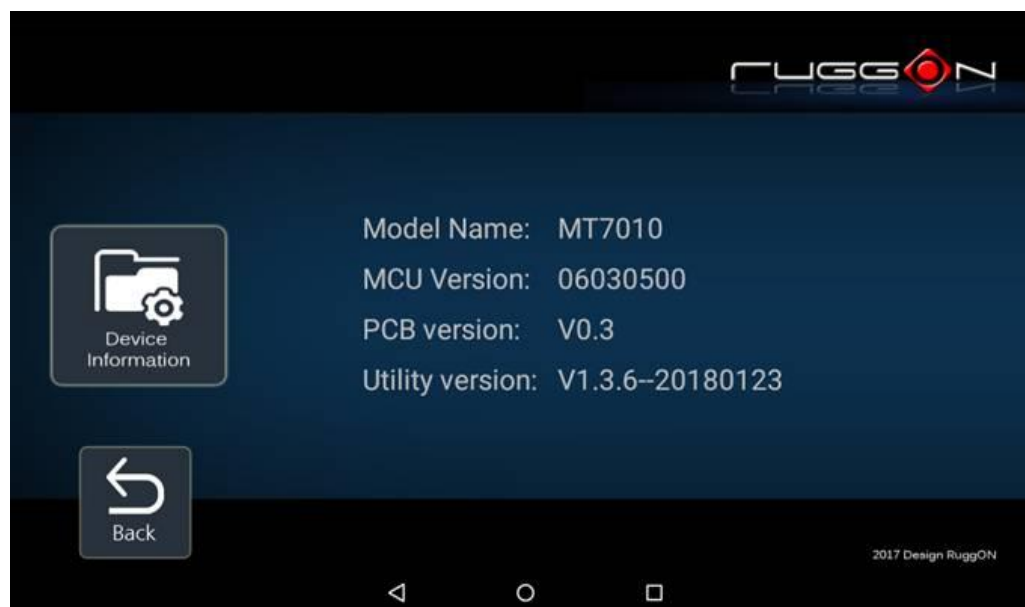 RUGGON
Model Name: MT7010
MCU Version: 06030500
PCB version: V0.3
Utility version: V1.3.6--20180123
Device
Information
Back
2017 Design RuggON